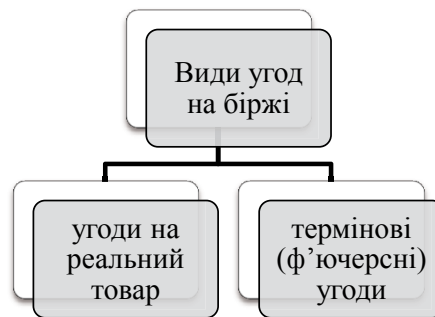 Види угод
на біржі
угоди на
реальний
товар
термінові
(ф’ючерсні)
угоди